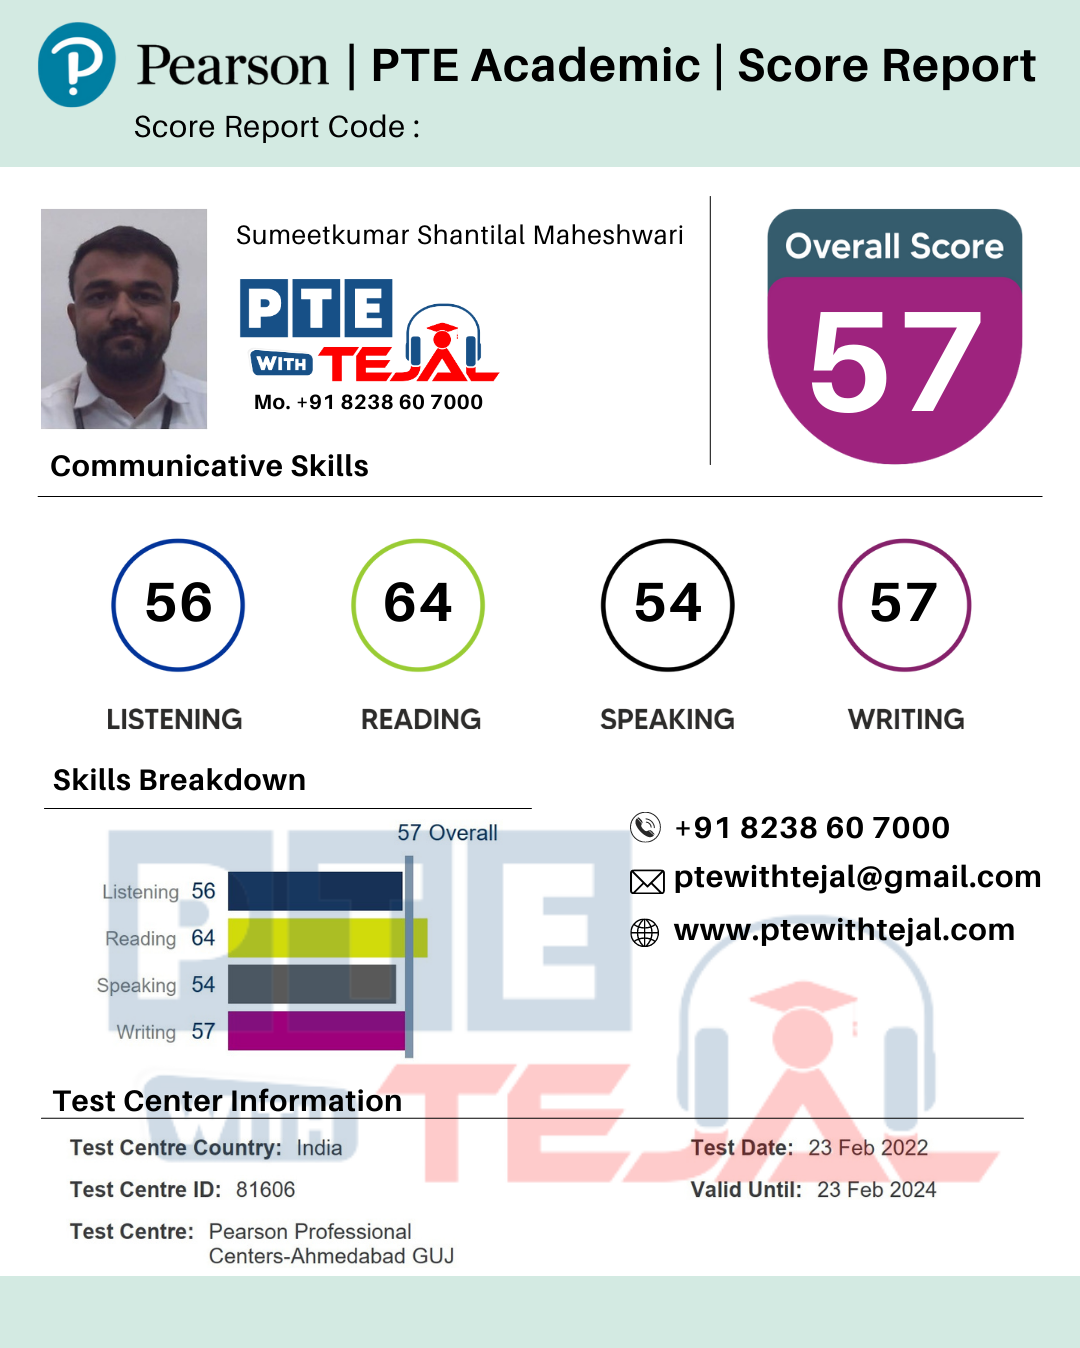 Pearson | PTE Academic | Score Report
Score Report Code :
Sumeetkumar Shantilal Maheshwari
PTE
WITH TEJAL
Mo. +91 8238 60 7000
Overall Score
57
Communicative Skills
56 64 54 57
LISTENING READING SPEAKING WRITING
Skills Breakdown
57 Overall
Listening 56
Reading 64
Speaking 54
Writing 57
+91 8238 60 7000
ptewithtejal@gmail.com
www.ptewithtejal.com
PTE
WITH TEJAL
Test Center Information
Test Centre Country: India
Test Date: 23 Feb 2022
Test Centre ID: 81606
Valid Until: 23 Feb 2024
Test Centre: Pearson Professional
Centers-Ahmedabad GUJ